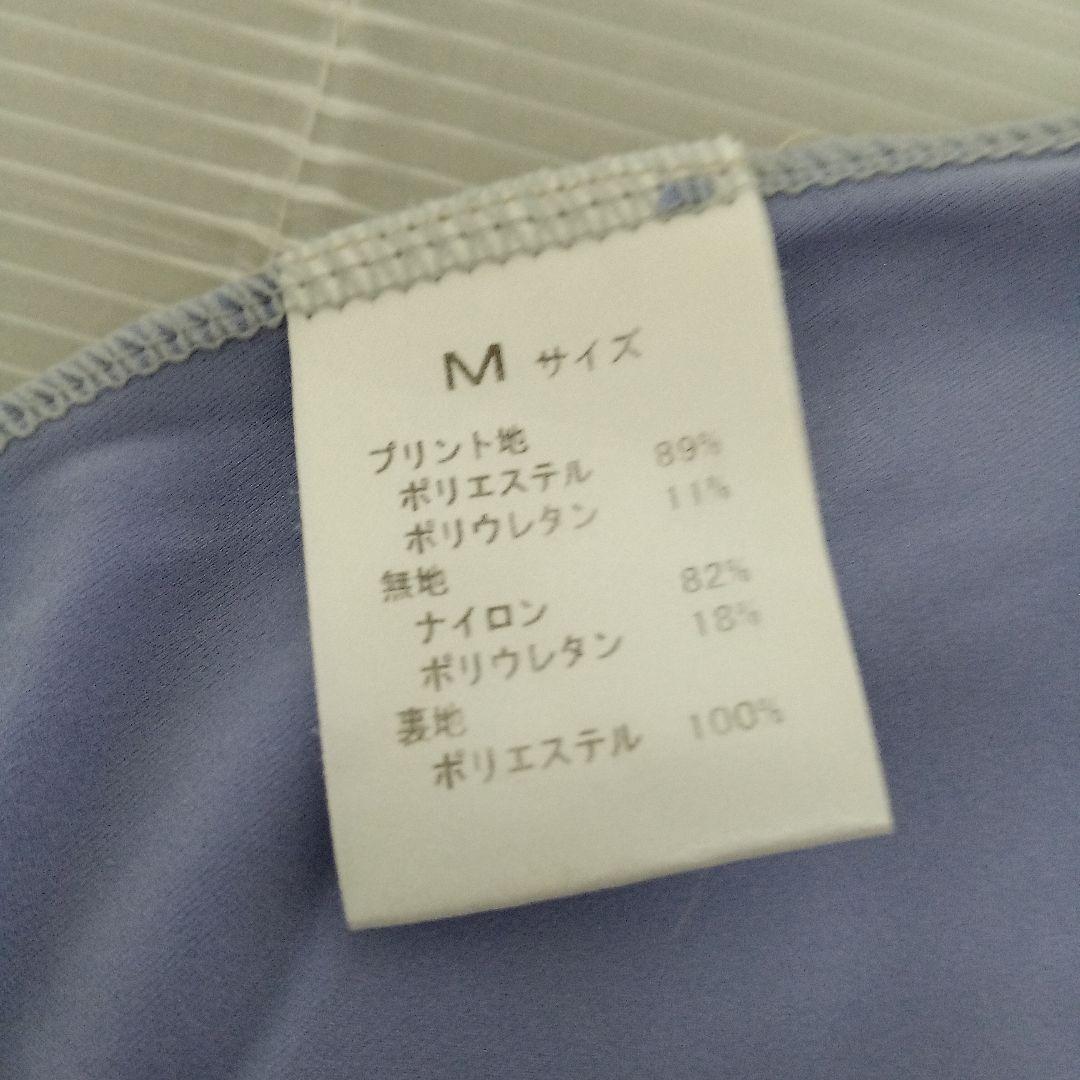 M サイズ
プリント地
ポリエステル 89%
ポリウレタン 11%
無地
ナイロン 82%
ポリウレタン 18%
裏地
ポリエステル 100%